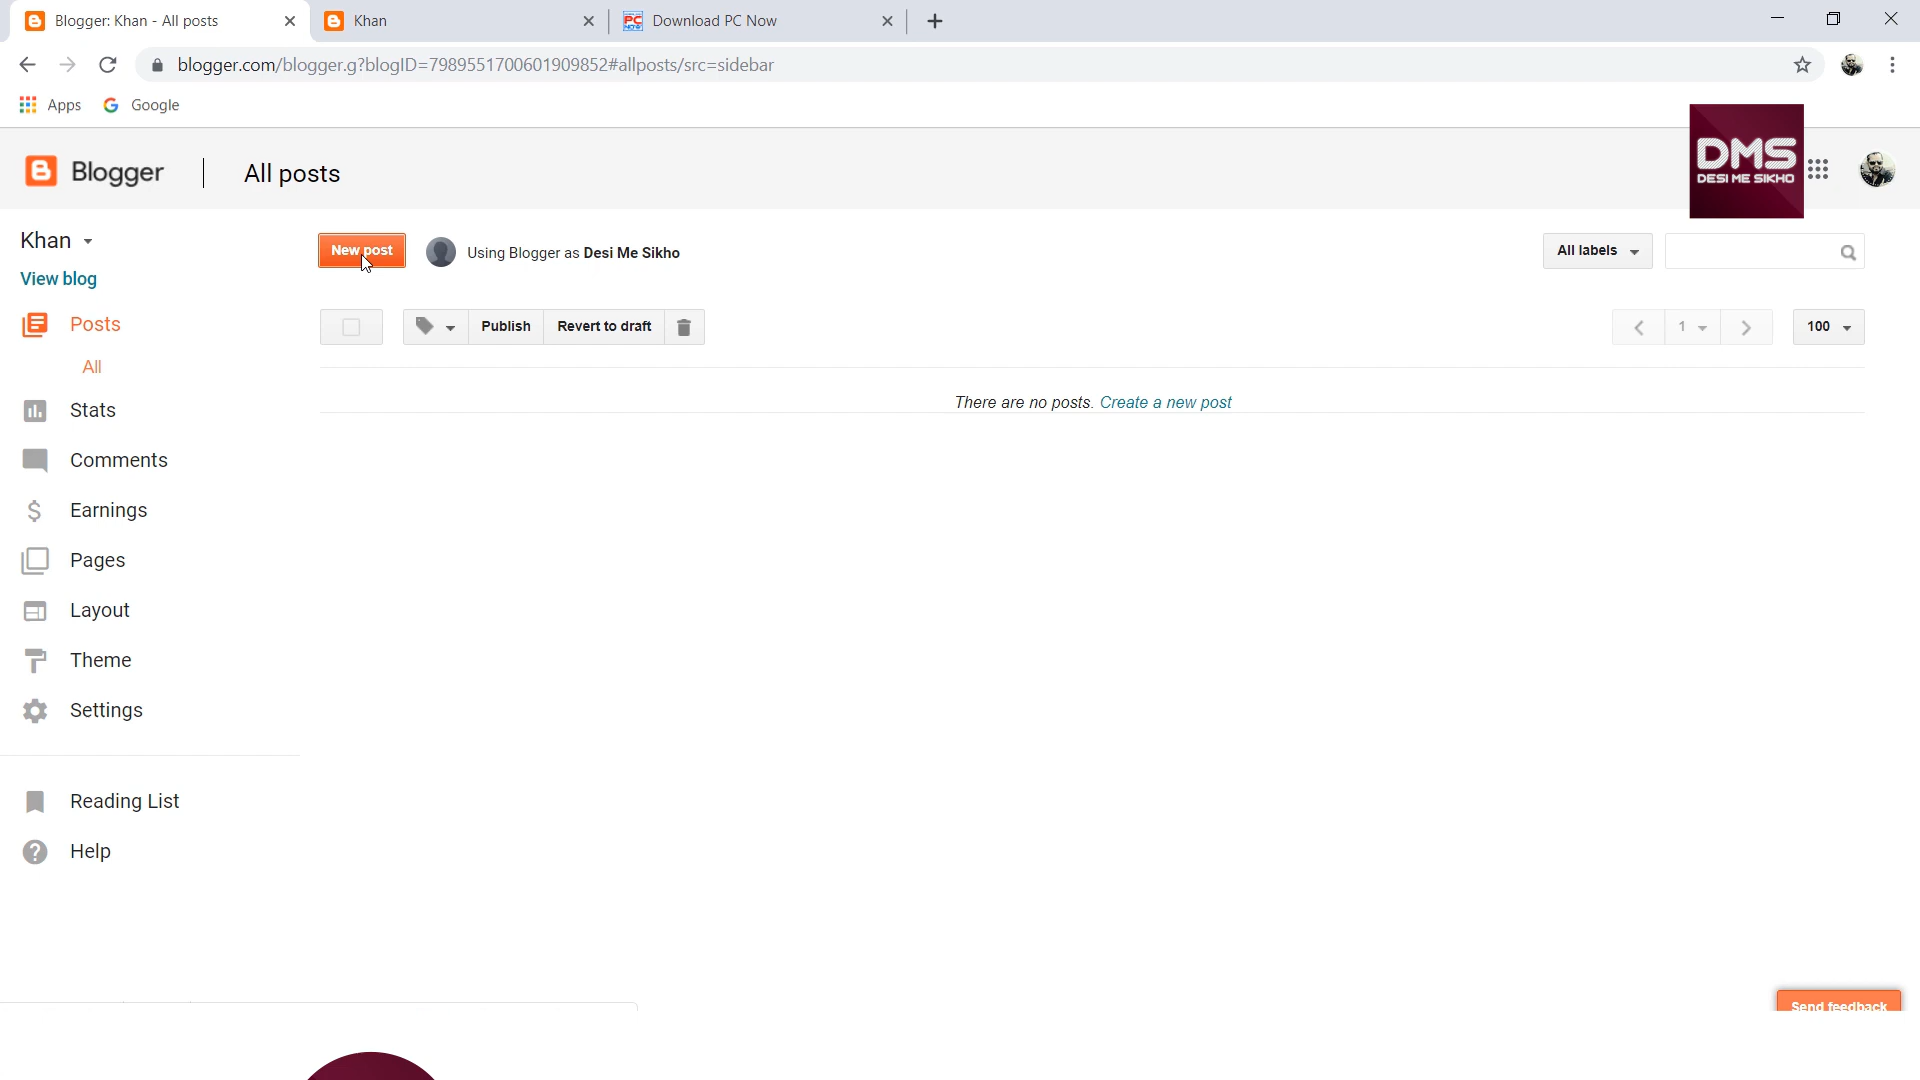 Blogger: Khan - All posts
Khan
Download PC Now
blogger.com/blogger.g?blogID=7989551700601909852#allposts/src=sidebar
Apps
Google
Blogger
All posts
DMS
DESI ME SIKHO
Khan
View blog
New post
Using Blogger as Desi Me Sikho
All labels
Posts
All
Publish
Revert to draft
1
100
There are no posts. Create a new post
Stats
Comments
Earnings
Pages
Layout
Theme
Settings
Reading List
Help
Send feedback